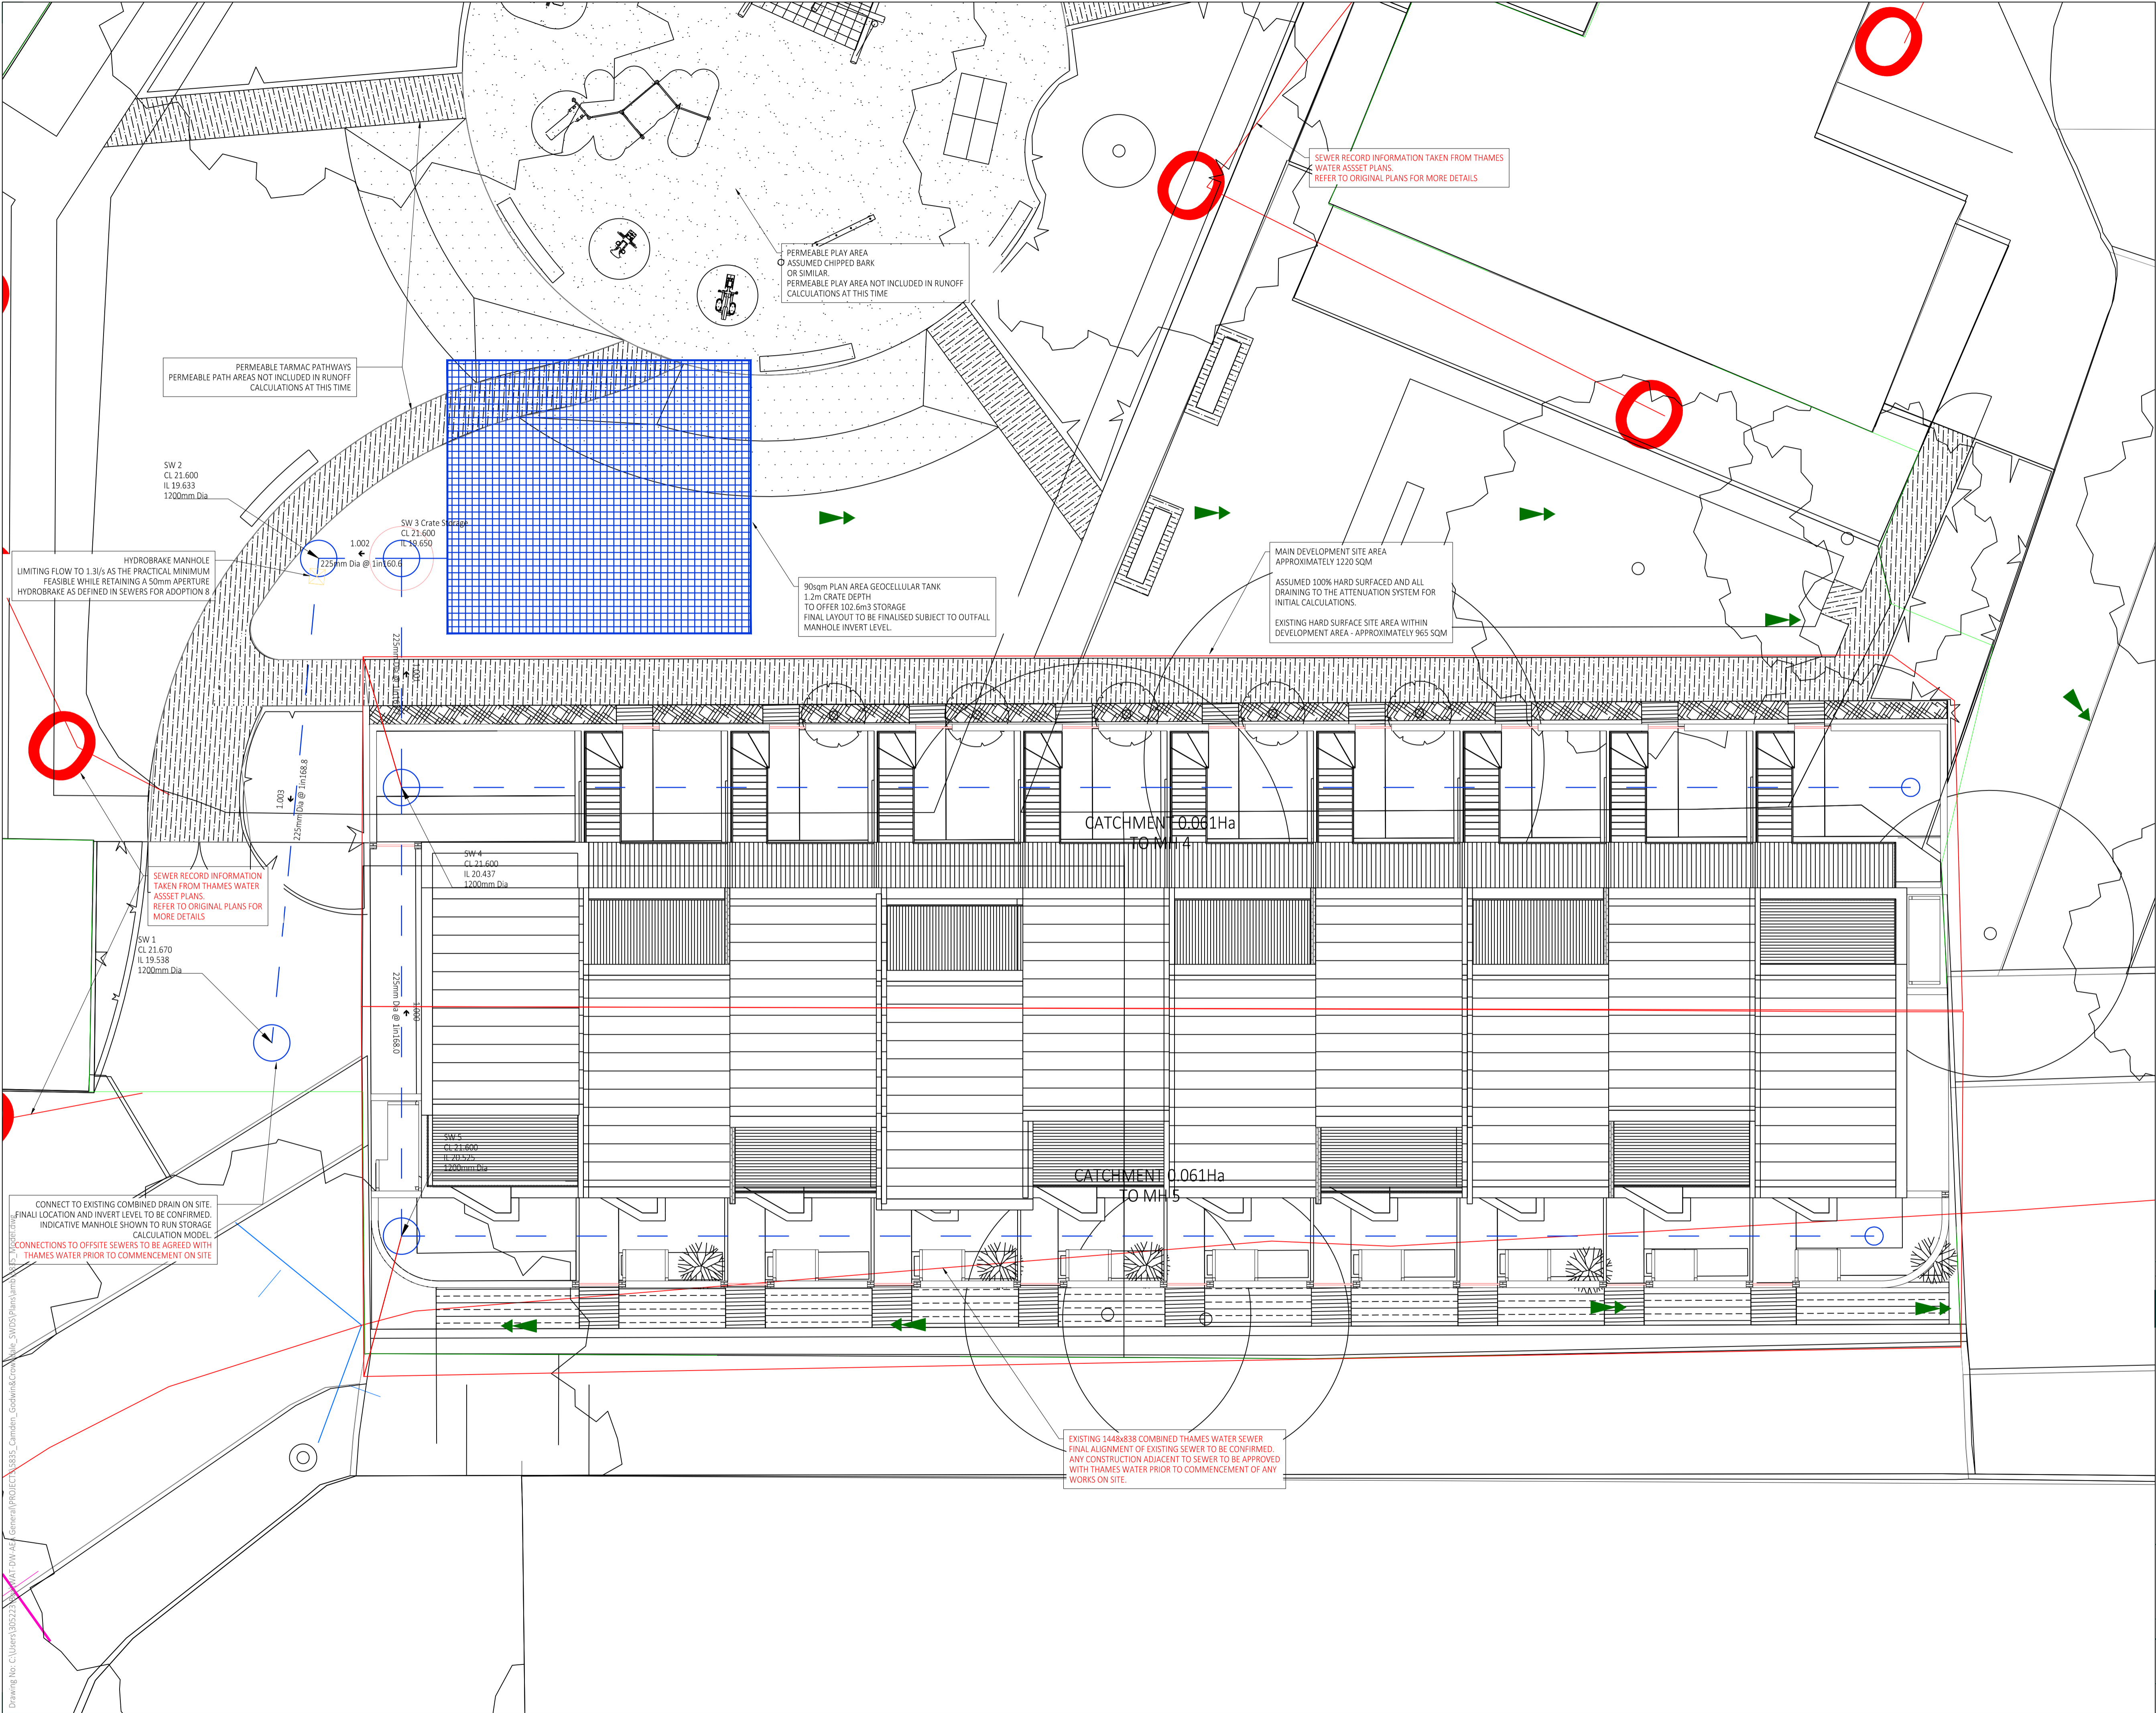 SEWER RECORD INFORMATION TAKEN FROM THAMES
WATER ASSSET PLANS.
REFER TO ORIGINAL PLANS FOR MORE DETAILS
PERMEABLE PLAY AREA
ASSUMED CHIPPED BARK
OR SIMILAR.
PERMEABLE PLAY AREA NOT INCLUDED IN RUNOFF
CALCULATIONS AT THIS TIME
PERMEABLE TARMAC PATHWAYS
PERMEABLE PATH AREAS NOT INCLUDED IN RUNOFF
CALCULATIONS AT THIS TIME
SW 2
CL 21.600
IL 19.633
1200mm Dia
SW 3 Crate Storage
CL 21.600
IL 19.650
1.002
225mm Dia @ 1in160.6
HYDROBRAKE MANHOLE
LIMITING FLOW TO 1.3l/s AS THE PRACTICAL MINIMUM
FEASIBLE WHILE RETAINING A 50mm APERTURE
HYDROBRAKE AS DEFINED IN SEWERS FOR ADOPTION 8
90sqm PLAN AREA GEOCELLULAR TANK
1.2m CRATE DEPTH
TO OFFER 102.6m3 STORAGE
FINAL LAYOUT TO BE FINALISED SUBJECT TO OUTFALL
MANHOLE INVERT LEVEL.
MAIN DEVELOPMENT SITE AREA
APPROXIMATELY 1220 SQM
ASSUMED 100% HARD SURFACED AND ALL
DRAINING TO THE ATTENUATION SYSTEM FOR
INITIAL CALCULATIONS.
EXISTING HARD SURFACE SITE AREA WITHIN
DEVELOPMENT AREA - APPROXIMATELY 965 SQM
1.001
225mm Dia @
1.003
225mm Dia @ 1in168.8
CATCHMENT 0.061Ha
TO MH 4
SW 4
CL 21.600
IL 20.437
1200mm Dia
SEWER RECORD INFORMATION
TAKEN FROM THAMES WATER
ASSSET PLANS.
REFER TO ORIGINAL PLANS FOR
MORE DETAILS
SW 1
CL 21.670
IL 19.538
1200mm Dia
1.000
225mm Dia @ 1in168.0
SW 5
CL 21.600
IL 20.525
1200mm Dia
CATCHMENT 0.061Ha
TO MH 5
CONNECT TO EXISTING COMBINED DRAIN ON SITE.
FINALI LOCATION AND INVERT LEVEL TO BE CONFIRMED.
INDICATIVE MANHOLE SHOWN TO RUN STORAGE
CALCULATION MODEL.
CONNECTIONS TO OFFSITE SEWERS TO BE AGREED WITH
THAMES WATER PRIOR TO COMMENCEMENT ON SITE
EXISTING 1448x838 COMBINED THAMES WATER SEWER
FINAL ALIGNMENT OF EXISTING SEWER TO BE CONFIRMED.
ANY CONSTRUCTION ADJACENT TO SEWER TO BE APPROVED
WITH THAMES WATER PRIOR TO COMMENCEMENT OF ANY
WORKS ON SITE.
Drawing No: C:\Users\